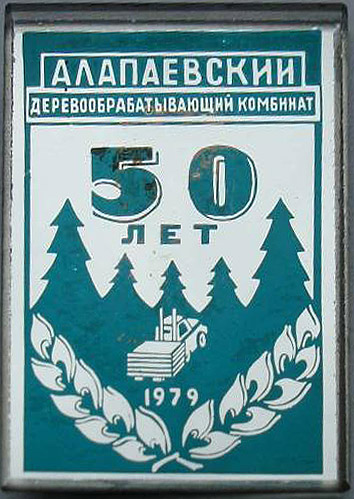 АЛАПАЕВСКИЙ
ДЕРЕВООБРАБАТЫВАЮЩИЙ КОМБИНАТ
50
ЛЕТ
1979